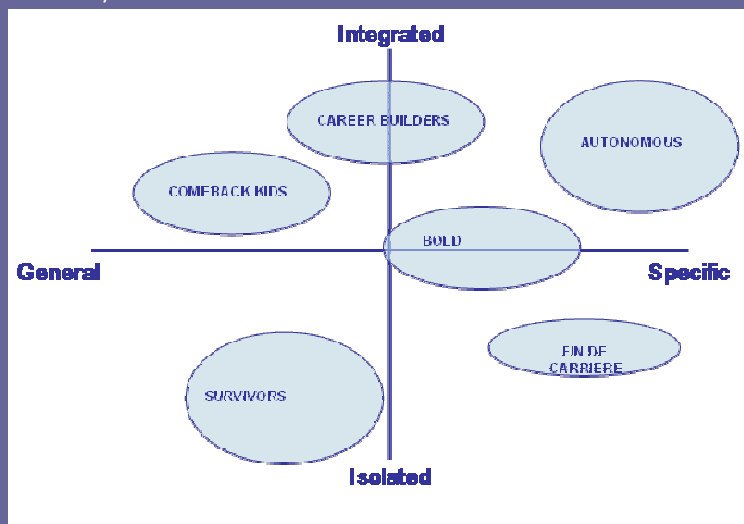 Integrated
CAREER BUILDERS
AUTONOMOUS
COMEBACK KIDS
BOLD
General
Specific
FIN DE
CARRIERE
SURVIVORS
Isolated